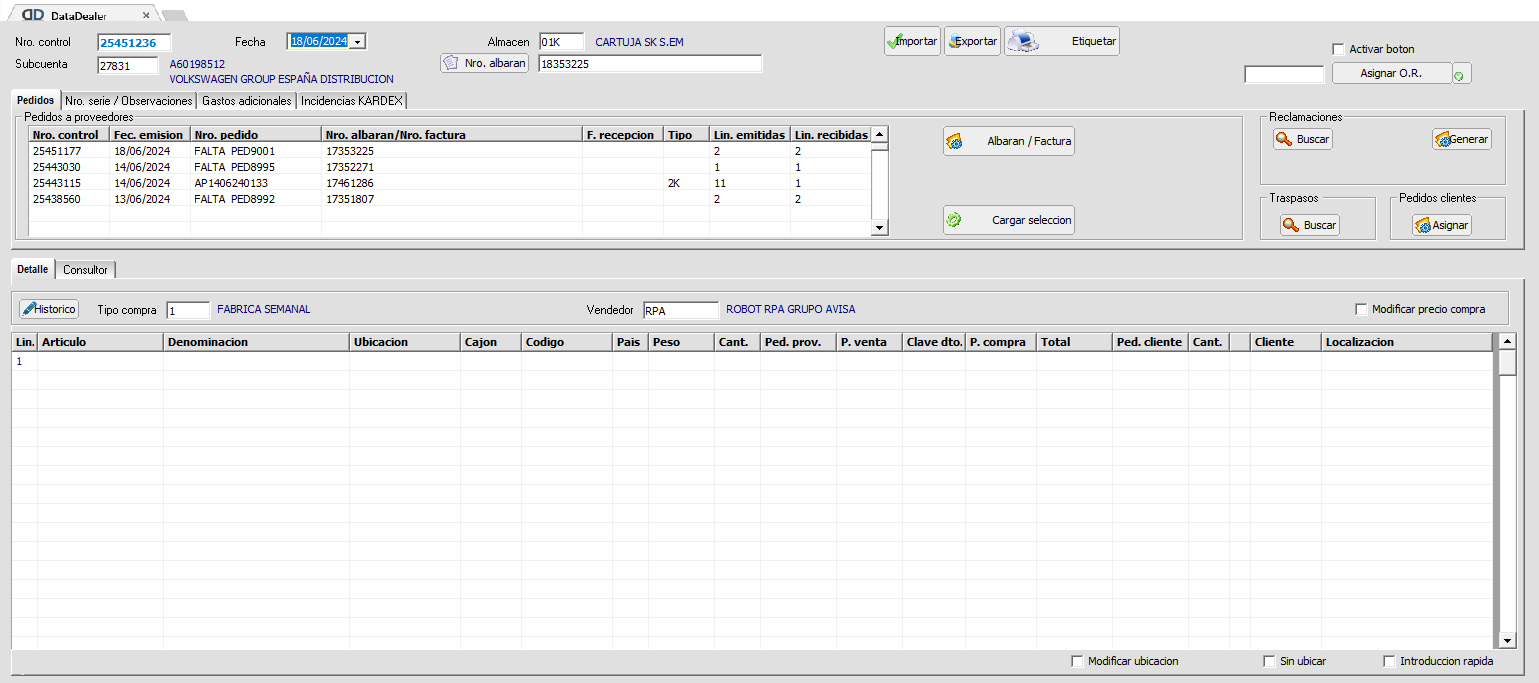 DataDealer
Nro. control 25451236 Fecha 18/06/2024 Almacen 01K CARTUJA SK S.EM Importar Exportar Etiquetar Activar boton
Subcuenta 27831 A60198512 Nro. albaran 18353225 Asignar O.R.
VOLKSWAGEN GROUP ESPAÑA DISTRIBUCION
Pedidos Nro. serie / Observaciones Gastos adicionales Incidencias KARDEX
Pedidos a proveedores
Nro. control Fec. emision Nro. pedido Nro. albaran/Nro. factura F. recepcion Tipo Lin. emitidas Lin. recibidas
25451177 18/06/2024 FALTA PED9001 17353225 2 2
25443030 14/06/2024 FALTA PED8995 17352271 1 1
25443115 14/06/2024 AP1406240133 17461286 2K 11 1
25438560 13/06/2024 FALTA PED8992 17351807 2 2
Albaran / Factura
Cargar seleccion
Reclamaciones
Buscar Generar
Traspasos Pedidos clientes
Buscar Asignar
Detalle Consultor
Historico Tipo compra 1 FABRICA SEMANAL Vendedor RPA ROBOT RPA GRUPO AVISA Modificar precio compra
Lin. Articulo Denominacion Ubicacion Cajon Codigo Pais Peso Cant. Ped. prov. P. venta Clave dto. P. compra Total Ped. cliente Cant. Cliente Localizacion
1
Modificar ubicacion Sin ubicar Introduccion rapida